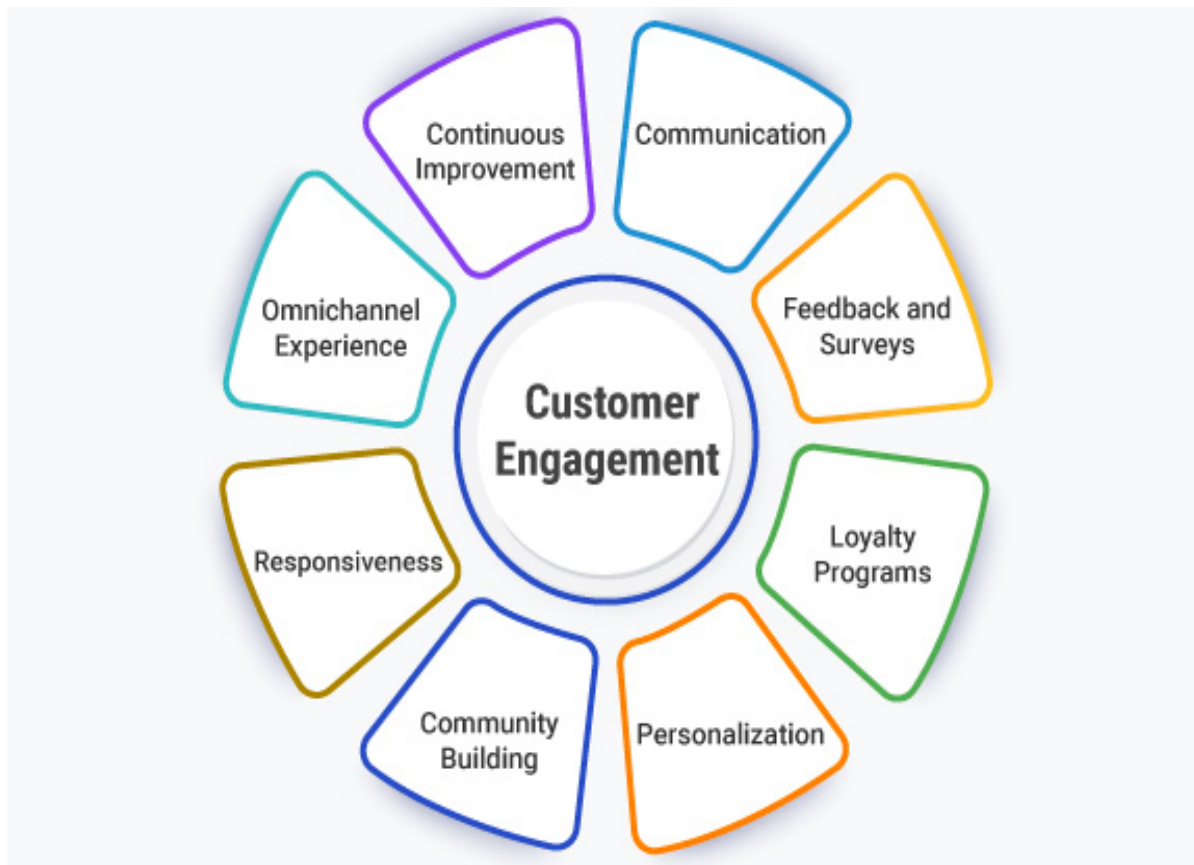 Continuous
Improvement
Communication
Omnichannel
Experience
Feedback and
Surveys
Customer
Engagement
Responsiveness
Loyalty
Programs
Community
Building
Personalization